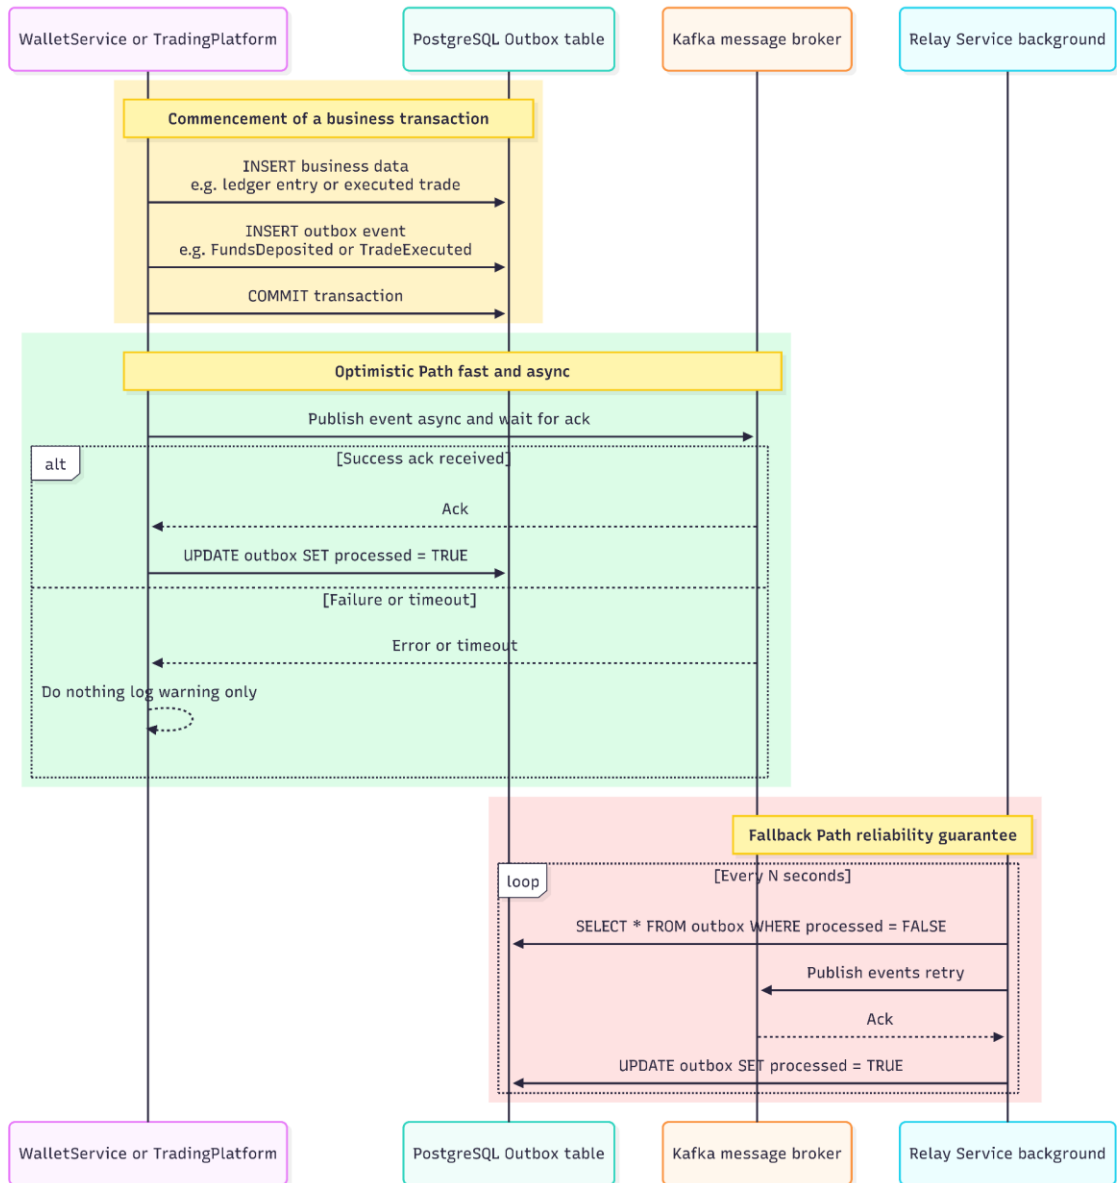 WalletService or TradingPlatform
PostgreSQL Outbox table
Kafka message broker
Relay Service background
Commencement of a business transaction
INSERT business data
e.g. ledger entry or executed trade
INSERT outbox event
e.g. FundsDeposited or TradeExecuted
COMMIT transaction
Optimistic Path fast and async
Publish event async and wait for ack
alt
[Success ack received]
Ack
UPDATE outbox SET processed = TRUE
[Failure or timeout]
Error or timeout
Do nothing log warning only
Fallback Path reliability guarantee
loop
[Every N seconds]
SELECT * FROM outbox WHERE processed = FALSE
Publish events retry
Ack
UPDATE outbox SET processed = TRUE
WalletService or TradingPlatform
PostgreSQL Outbox table
Kafka message broker
Relay Service background